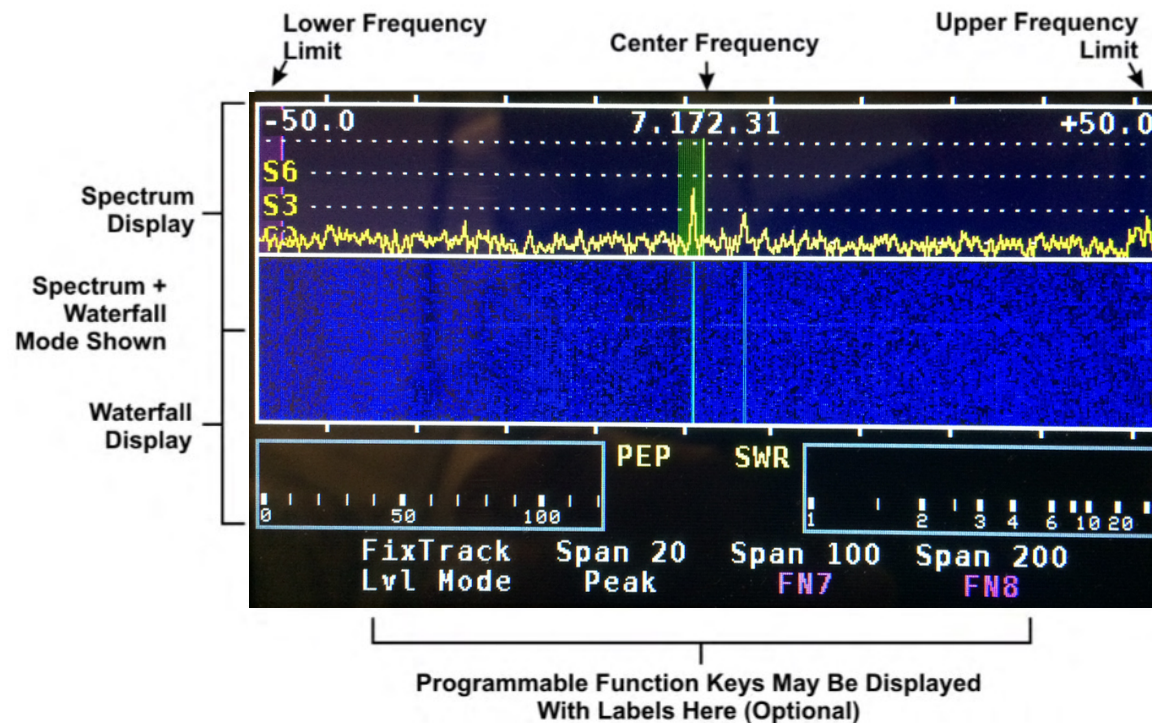 Lower Frequency
Limit
Center Frequency
Upper Frequency
Limit
-50.0
7.172.31
+50.0
S6
S3
Spectrum
Display
Spectrum +
Waterfall
Mode Shown
Waterfall
Display
PEP
SWR
0
50
100
1
2
3
4
6
10
20
FixTrack
Span 20
Span 100
Span 200
Lvl Mode
Peak
FN7
FN8
Programmable Function Keys May Be Displayed
With Labels Here (Optional)